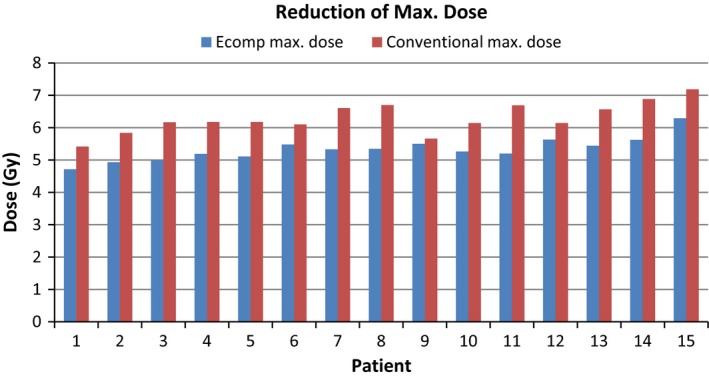 Reduction of Max. Dose
Ecomp max. dose Conventional max. dose
8
7
6
5
4
3
2
1
0
Dose (Gy)
1 2 3 4 5 6 7 8 9 10 11 12 13 14 15
Patient